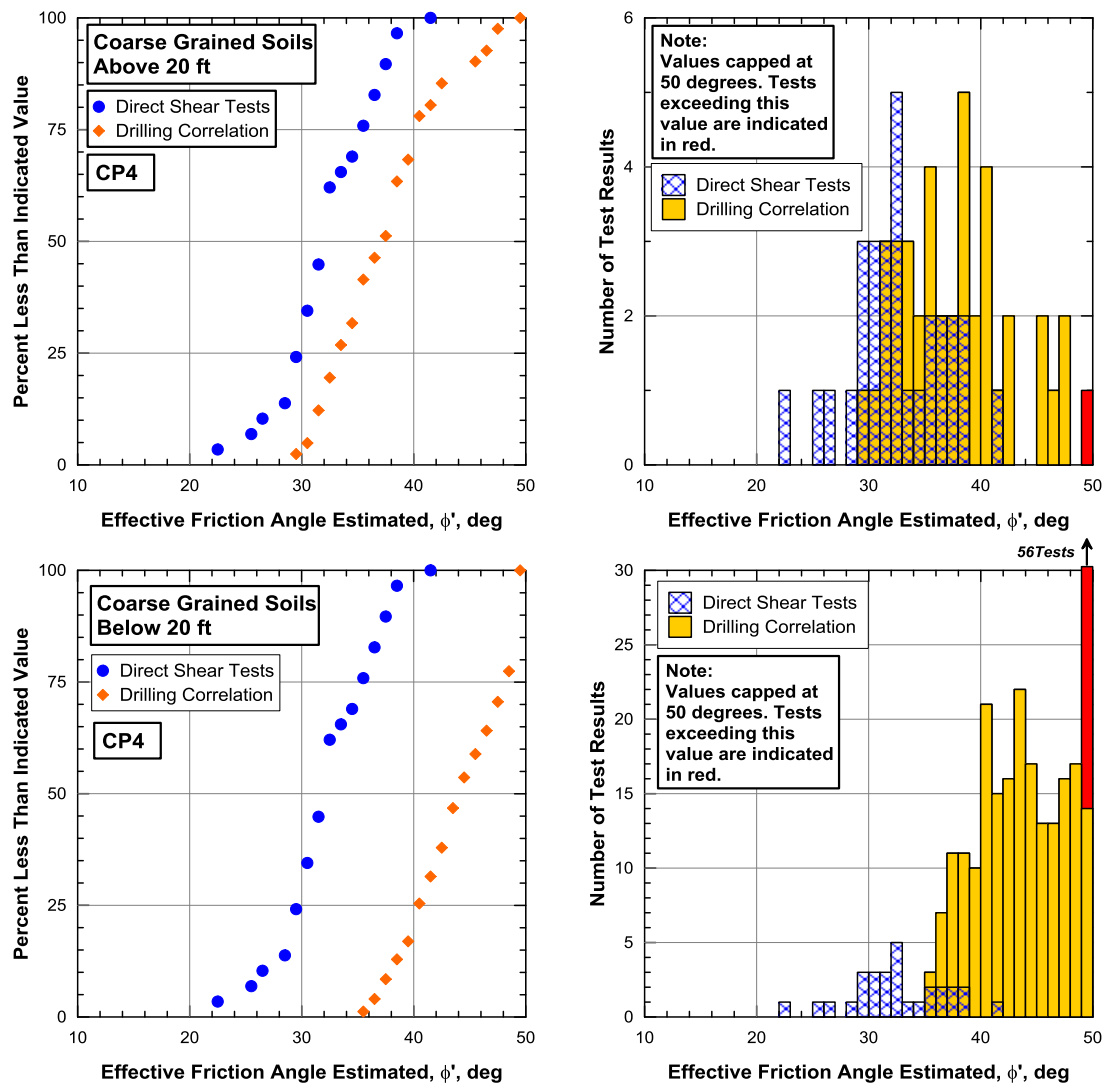 100
75
50
25
0
Percent Less Than Indicated Value
Coarse Grained Soils
Above 20 ft
Direct Shear Tests
Drilling Correlation
CP4
10 20 30 40 50
Effective Friction Angle Estimated, ϕ', deg
6
4
2
0
Number of Test Results
Note:
Values capped at
50 degrees. Tests
exceeding this
value are indicated
in red.
Direct Shear Tests
Drilling Correlation
10 20 30 40 50
Effective Friction Angle Estimated, ϕ', deg
100
75
50
25
0
Percent Less Than Indicated Value
Coarse Grained Soils
Below 20 ft
Direct Shear Tests
Drilling Correlation
CP4
10 20 30 40 50
Effective Friction Angle Estimated, ϕ', deg
56Tests
30
25
20
15
10
5
0
Number of Test Results
Direct Shear Tests
Drilling Correlation
Note:
Values capped at
50 degrees. Tests
exceeding this
value are indicated
in red.
10 20 30 40 50
Effective Friction Angle Estimated, ϕ', deg